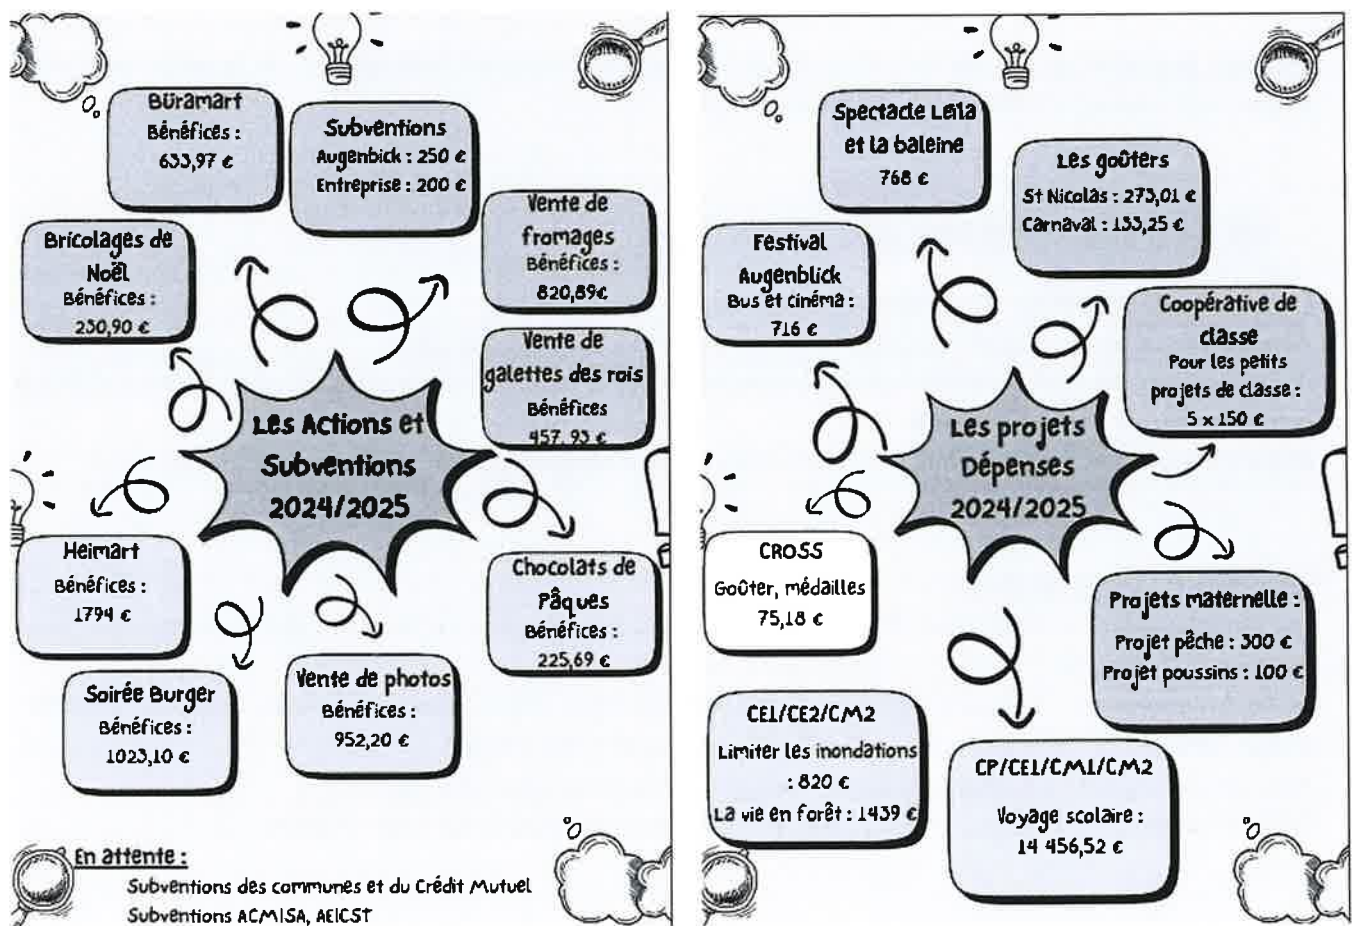 Büramart
Bénéfices :
633,97 €
Subventions
Augenbick : 250 €
Entreprise : 200 €
Vente de
fromages
Bénéfices :
820,89€
Bricolages de
Noël
Bénéfices :
230,90 €
Vente de
galettes des rois
Bénéfices
457,93 €
Les Actions et
Subventions
2024/2025
Heimart
Bénéfices :
1794 €
Chocolats de
Pâques
Bénéfices :
225,69 €
Soirée Burger
Bénéfices :
1023,10 €
Vente de photos
Bénéfices :
952,20 €
En attente :
Subventions des communes et du Crédit Mutuel
Subventions ACMISA, AEICST
Spectacle Leïla
et la baleine
768 €
Les goûters
St Nicolas : 273,01 €
Carnaval : 133,25 €
Festival
Augenblick
Bus et cinéma :
716 €
Coopérative de
classe
Pour les petits
projets de classe :
5 x 150 €
Les projets
Dépenses
2024/2025
CROSS
Goûter, médailles
75,18 €
Projets maternelle :
Projet pêche : 300 €
Projet poussins : 100 €
CE1/CE2/CM2
Limiter les inondations
: 820 €
La vie en forêt : 1439 €
CP/CE1/CM1/CM2
Voyage scolaire :
14 456,52 €